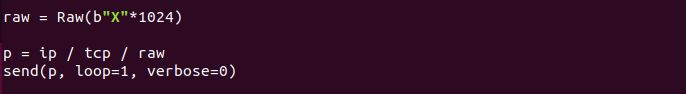 raw = Raw(b"X"*1024)
p = ip / tcp / raw
send(p, loop=1, verbose=0)